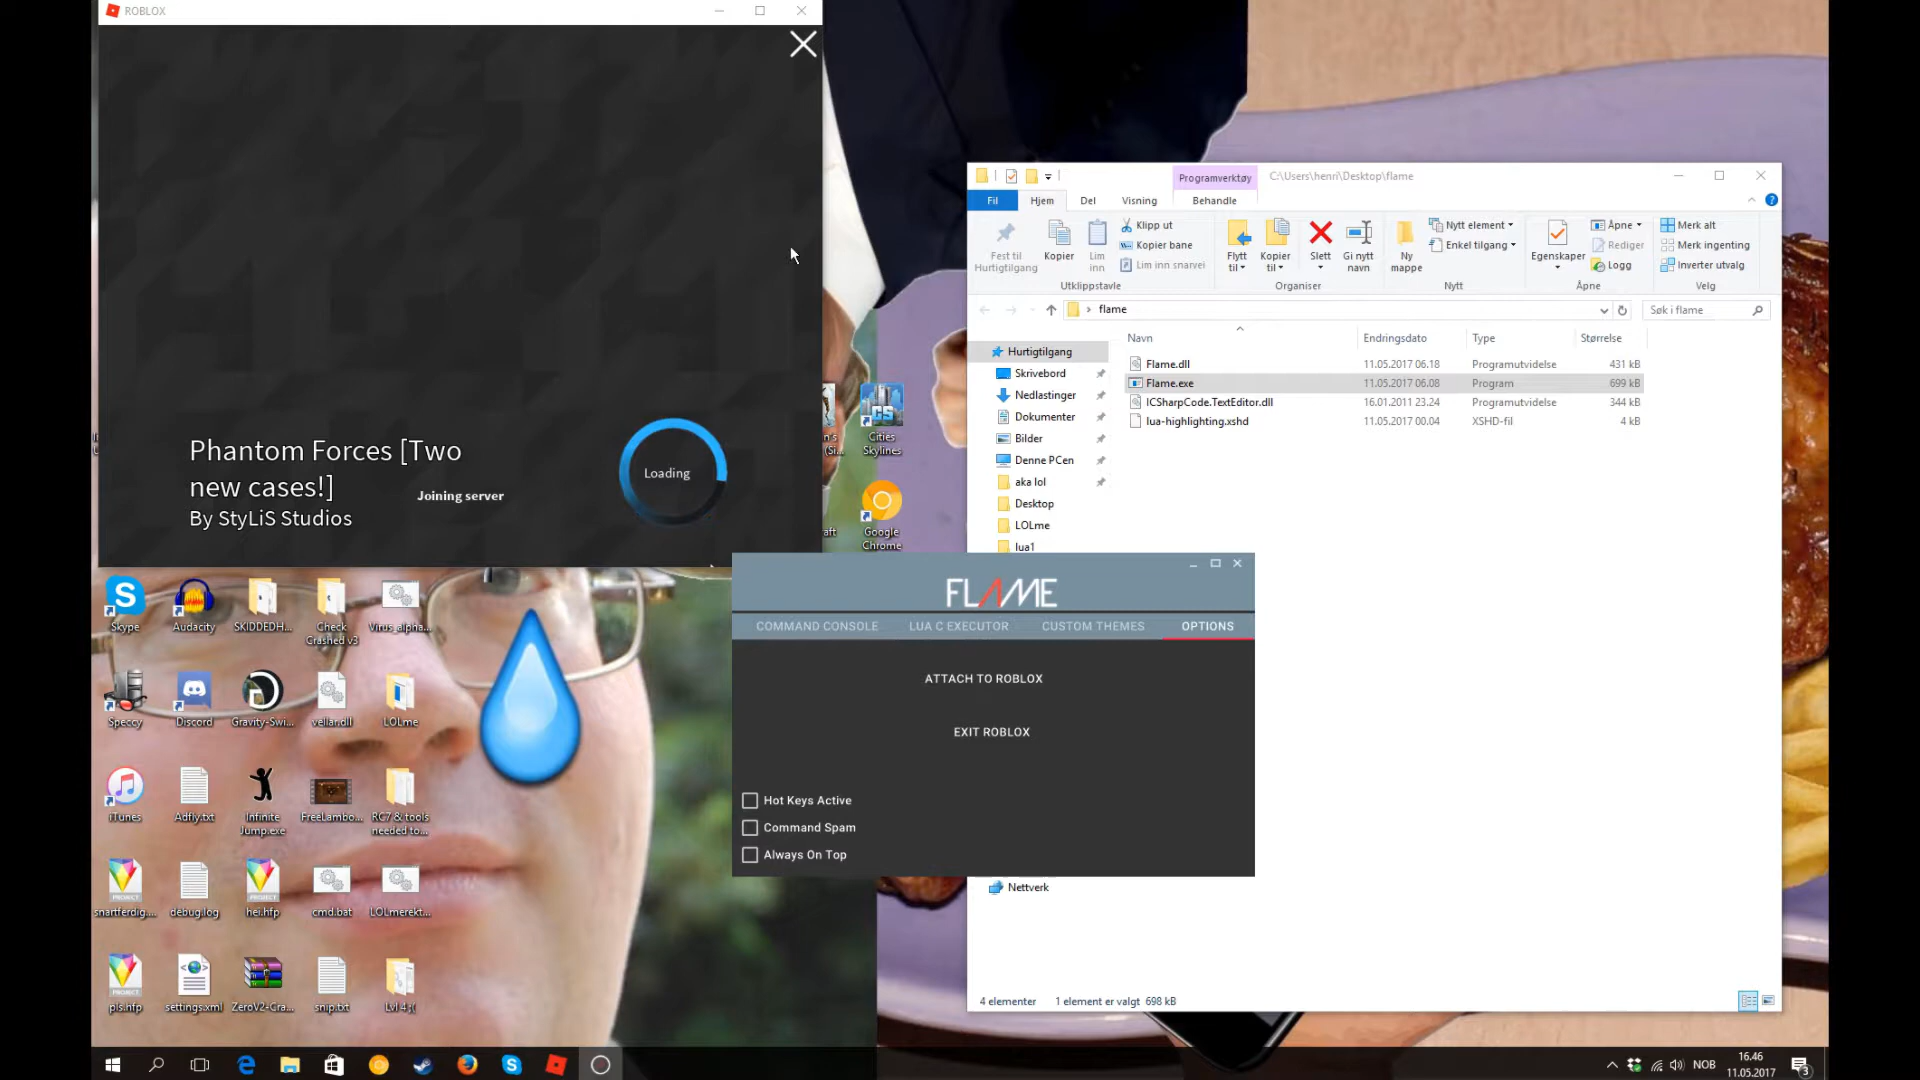 ROBLOX
Phantom Forces [Two
new cases!]
By StyLiS Studios
Joining server
Loading
Programverktøy
C:\Users\henri\Desktop\flame
Fil
Hjem
Del
Visning
Behandle
Fest til
Hurtigtilgang
Kopier
Lim
inn
Klipp ut
Kopier bane
Lim inn snarvei
Utklippstavle
Flytt
til
Kopier
til
Slett
Gi nytt
navn
Organiser
Ny
mappe
Nytt element
Enkel tilgang
Nytt
Egenskaper
Åpne
Rediger
Logg
Åpne
Merk alt
Merk ingenting
Inverter utvalg
Velg
flame
Søk i flame
Navn
Endringsdato
Type
Størrelse
Flame.dll 11.05.2017 06.18 Programutvidelse 431 kB
Flame.exe 11.05.2017 06.08 Program 699 kB
ICSharpCode.TextEditor.dll 16.01.2011 23.24 Programutvidelse 344 kB
lua-highlighting.xshd 11.05.2017 00.04 XSHD-fil 4 kB
Hurtigtilgang
Skrivebord
Nedlastinger
Dokumenter
Bilder
Denne PCen
aka lol
Desktop
LOLme
lua1
Nettverk
4 elementer 1 element er valgt 698 kB
Cities
Skylines
Google
Chrome
FLAME
COMMAND CONSOLE
LUA C EXECUTOR
CUSTOM THEMES
OPTIONS
ATTACH TO ROBLOX
EXIT ROBLOX
Hot Keys Active
Command Spam
Always On Top
Skype
Audacity
SKIDDEDH...
Check
Crashed v3
Virus_alpha...
Speccy
Discord
Gravity-Swi...
vellar.dll
LOLme
iTunes
Adfly.txt
Infinite
Jump.exe
FreeLambo...
RC7 & tools
needed to...
snartferdig....
debug.log
hei.hfp
cmd.bat
LOLmerekt...
pls.hfp
settings.xml
ZeroV2-Cra...
snip.txt
Lvl 4 ;(
NOB
16.46
11.05.2017
3